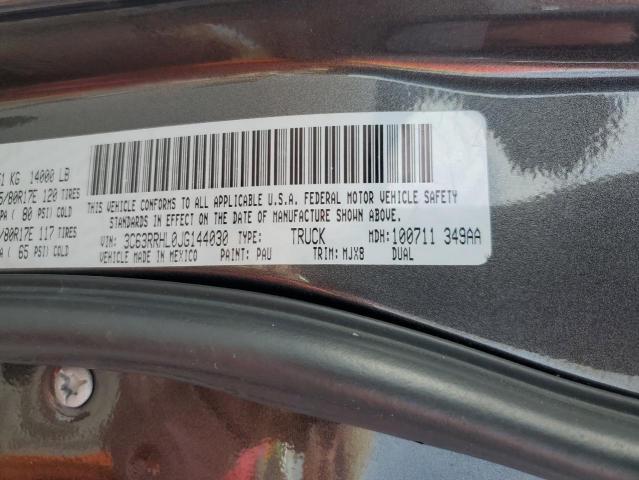 1 KG 14000 LB
5/80R17E 120 TIRES
PA ( 80 PSI) COLD
/80R17E 117 TIRES
A ( 65 PSI) COLD
THIS VEHICLE CONFORMS TO ALL APPLICABLE U.S.A. FEDERAL MOTOR VEHICLE SAFETY
STANDARDS IN EFFECT ON THE DATE OF MANUFACTURE SHOWN ABOVE.
VIN: 3C63RRHL0JG144030 TYPE: TRUCK MDH: 100711 349AA
VEHICLE MADE IN MEXICO PAINT: PAU TRIM: MJX8 DUAL